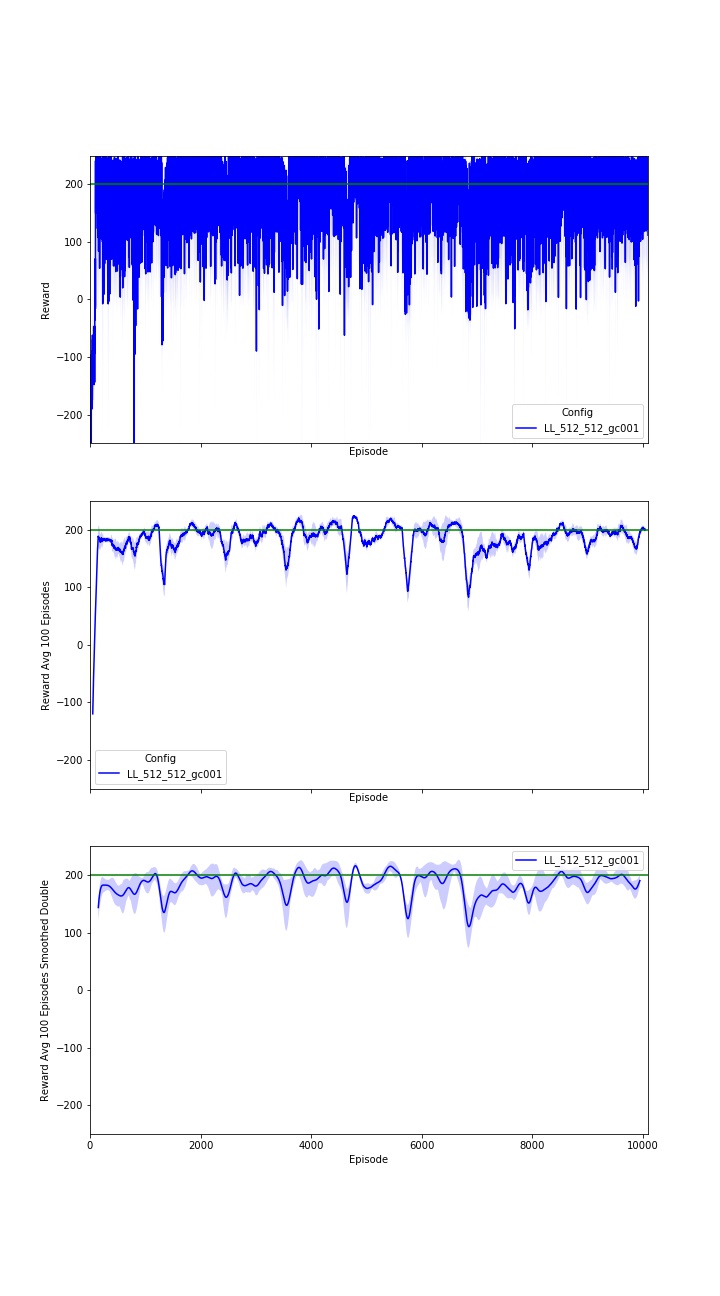 200
100
0
−100
−200
Reward
Config
LL_512_512_gc001
Episode
200
100
0
−100
−200
Reward Avg 100 Episodes
Config
LL_512_512_gc001
Episode
LL_512_512_gc001
200
100
0
−100
−200
Reward Avg 100 Episodes Smoothed Double
0 2000 4000 6000 8000 10000
Episode